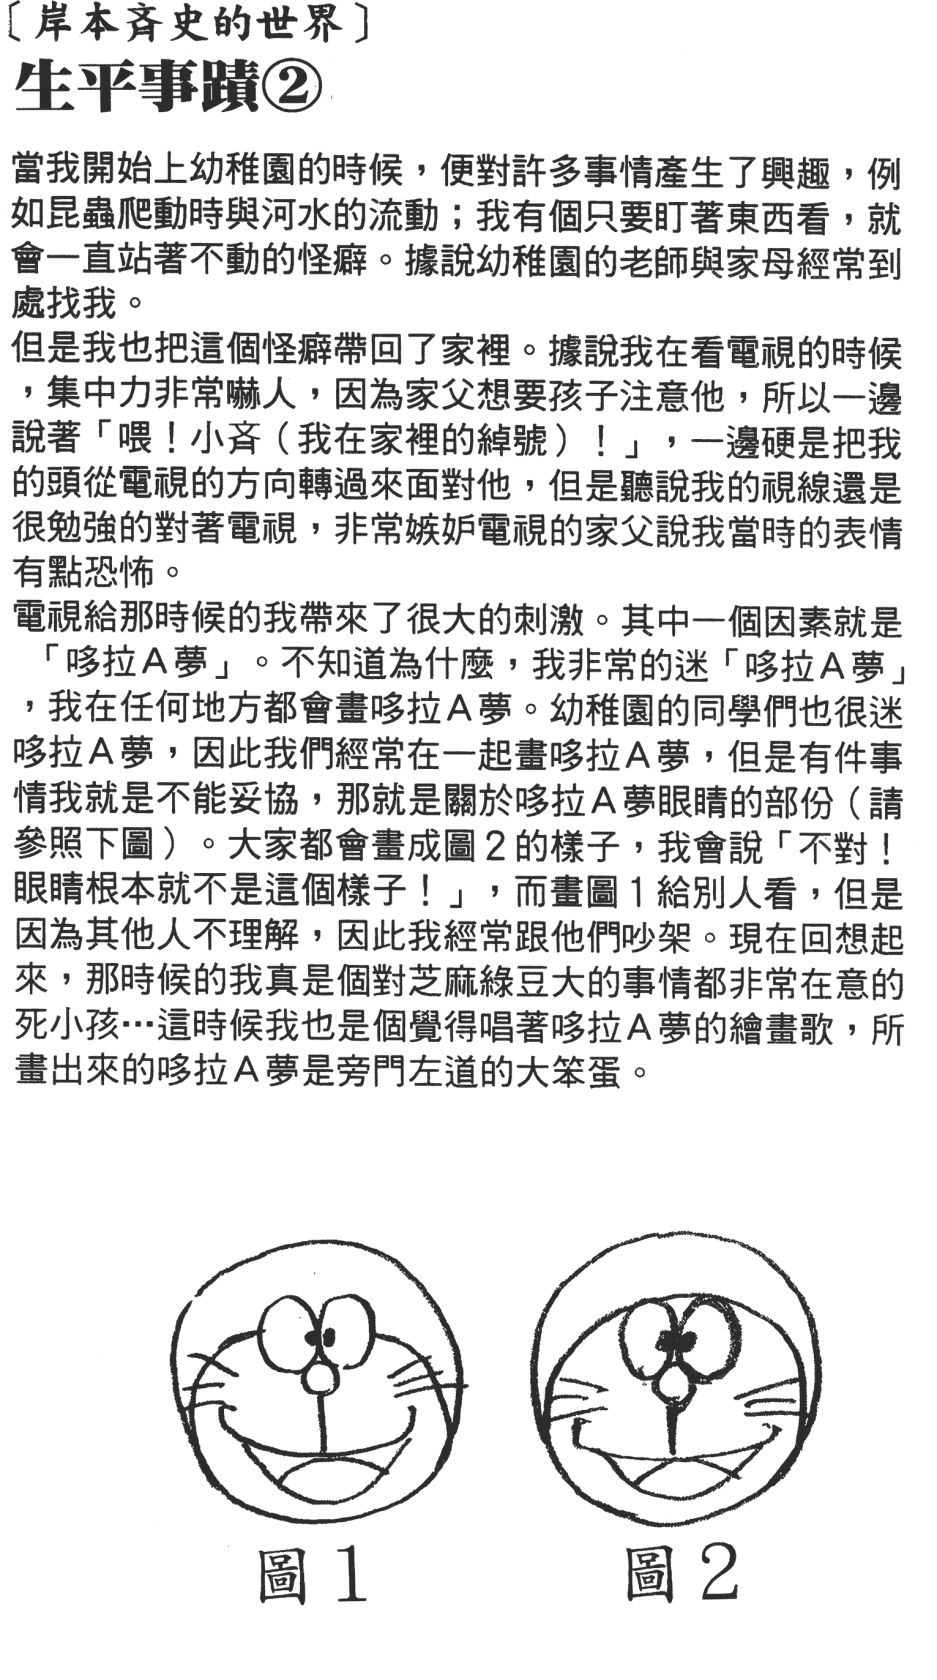 〔岸本斉史的世界〕
生平事蹟②
當我開始上幼稚園的時候，便對許多事情產生了興趣，例
如昆蟲爬動時與河水的流動；我有個只要盯著東西看，就
會一直站著不動的怪癖。據說幼稚園的老師與家母經常到
處找我。
但是我也把這個怪癖帶回了家裡。據說我在看電視的時候
，集中力非常嚇人，因為家父想要孩子注意他，所以一邊
說著「喂！小斉（我在家裡的綽號）！」，一邊硬是把我
的頭從電視的方向轉過來面對他，但是聽說我的視線還是
很勉強的對著電視，非常嫉妒電視的家父說我當時的表情
有點恐怖。
電視給那時候的我帶來了很大的刺激。其中一個因素就是
「哆拉Ａ夢」。不知道為什麼，我非常的迷「哆拉Ａ夢」
，我在任何地方都會畫哆拉Ａ夢。幼稚園的同學們也很迷
哆拉Ａ夢，因此我們經常在一起畫哆拉Ａ夢，但是有件事
情我就是不能妥協，那就是關於哆拉Ａ夢眼睛的部份（請
參照下圖）。大家都會畫成圖２的樣子，我會說「不對！
眼睛根本就不是這個樣子！」，而畫圖１給別人看，但是
因為其他人不理解，因此我經常跟他們吵架。現在回想起
來，那時候的我真是個對芝麻綠豆大的事情都非常在意的
死小孩…這時候我也是個覺得唱著哆拉Ａ夢的繪畫歌，所
畫出來的哆拉Ａ夢是旁門左道的大笨蛋。
圖１
圖２